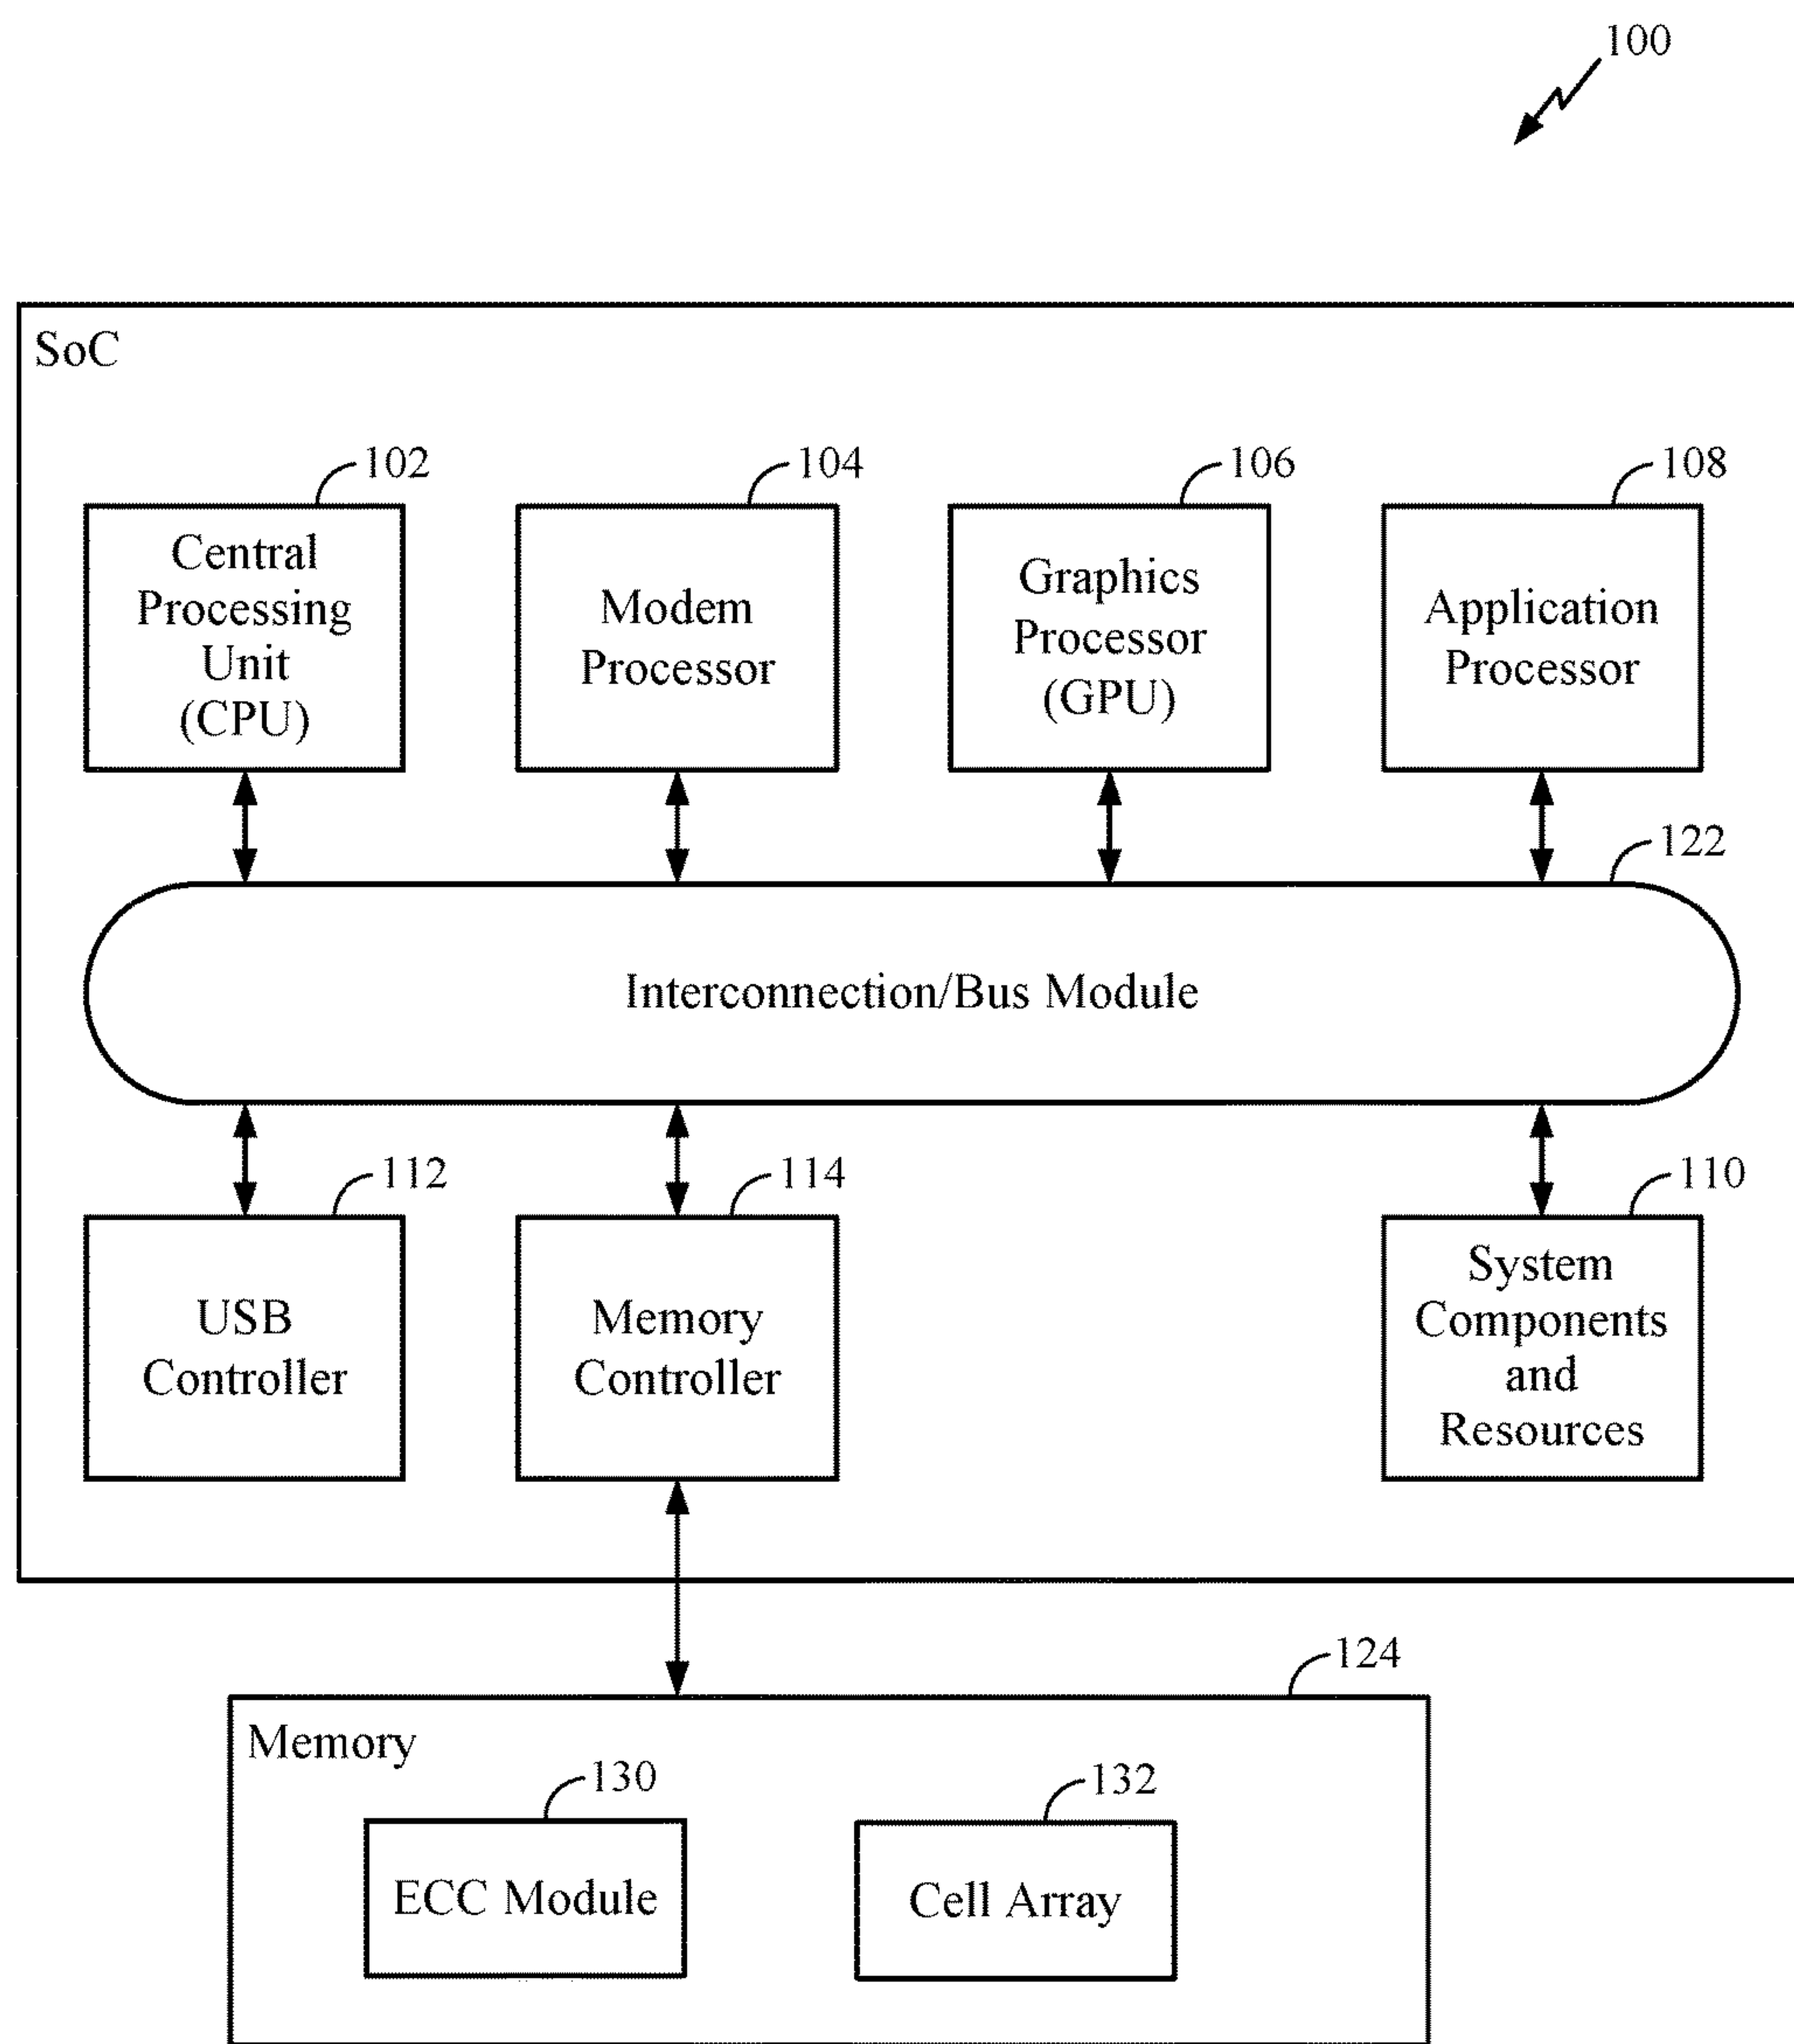 100
SoC
102
104
106
108
Central
Processing
Unit
(CPU)
Modem
Processor
Graphics
Processor
(GPU)
Application
Processor
122
Interconnection/Bus Module
112
114
110
USB
Controller
Memory
Controller
System
Components
and
Resources
124
Memory
130
132
ECC Module
Cell Array